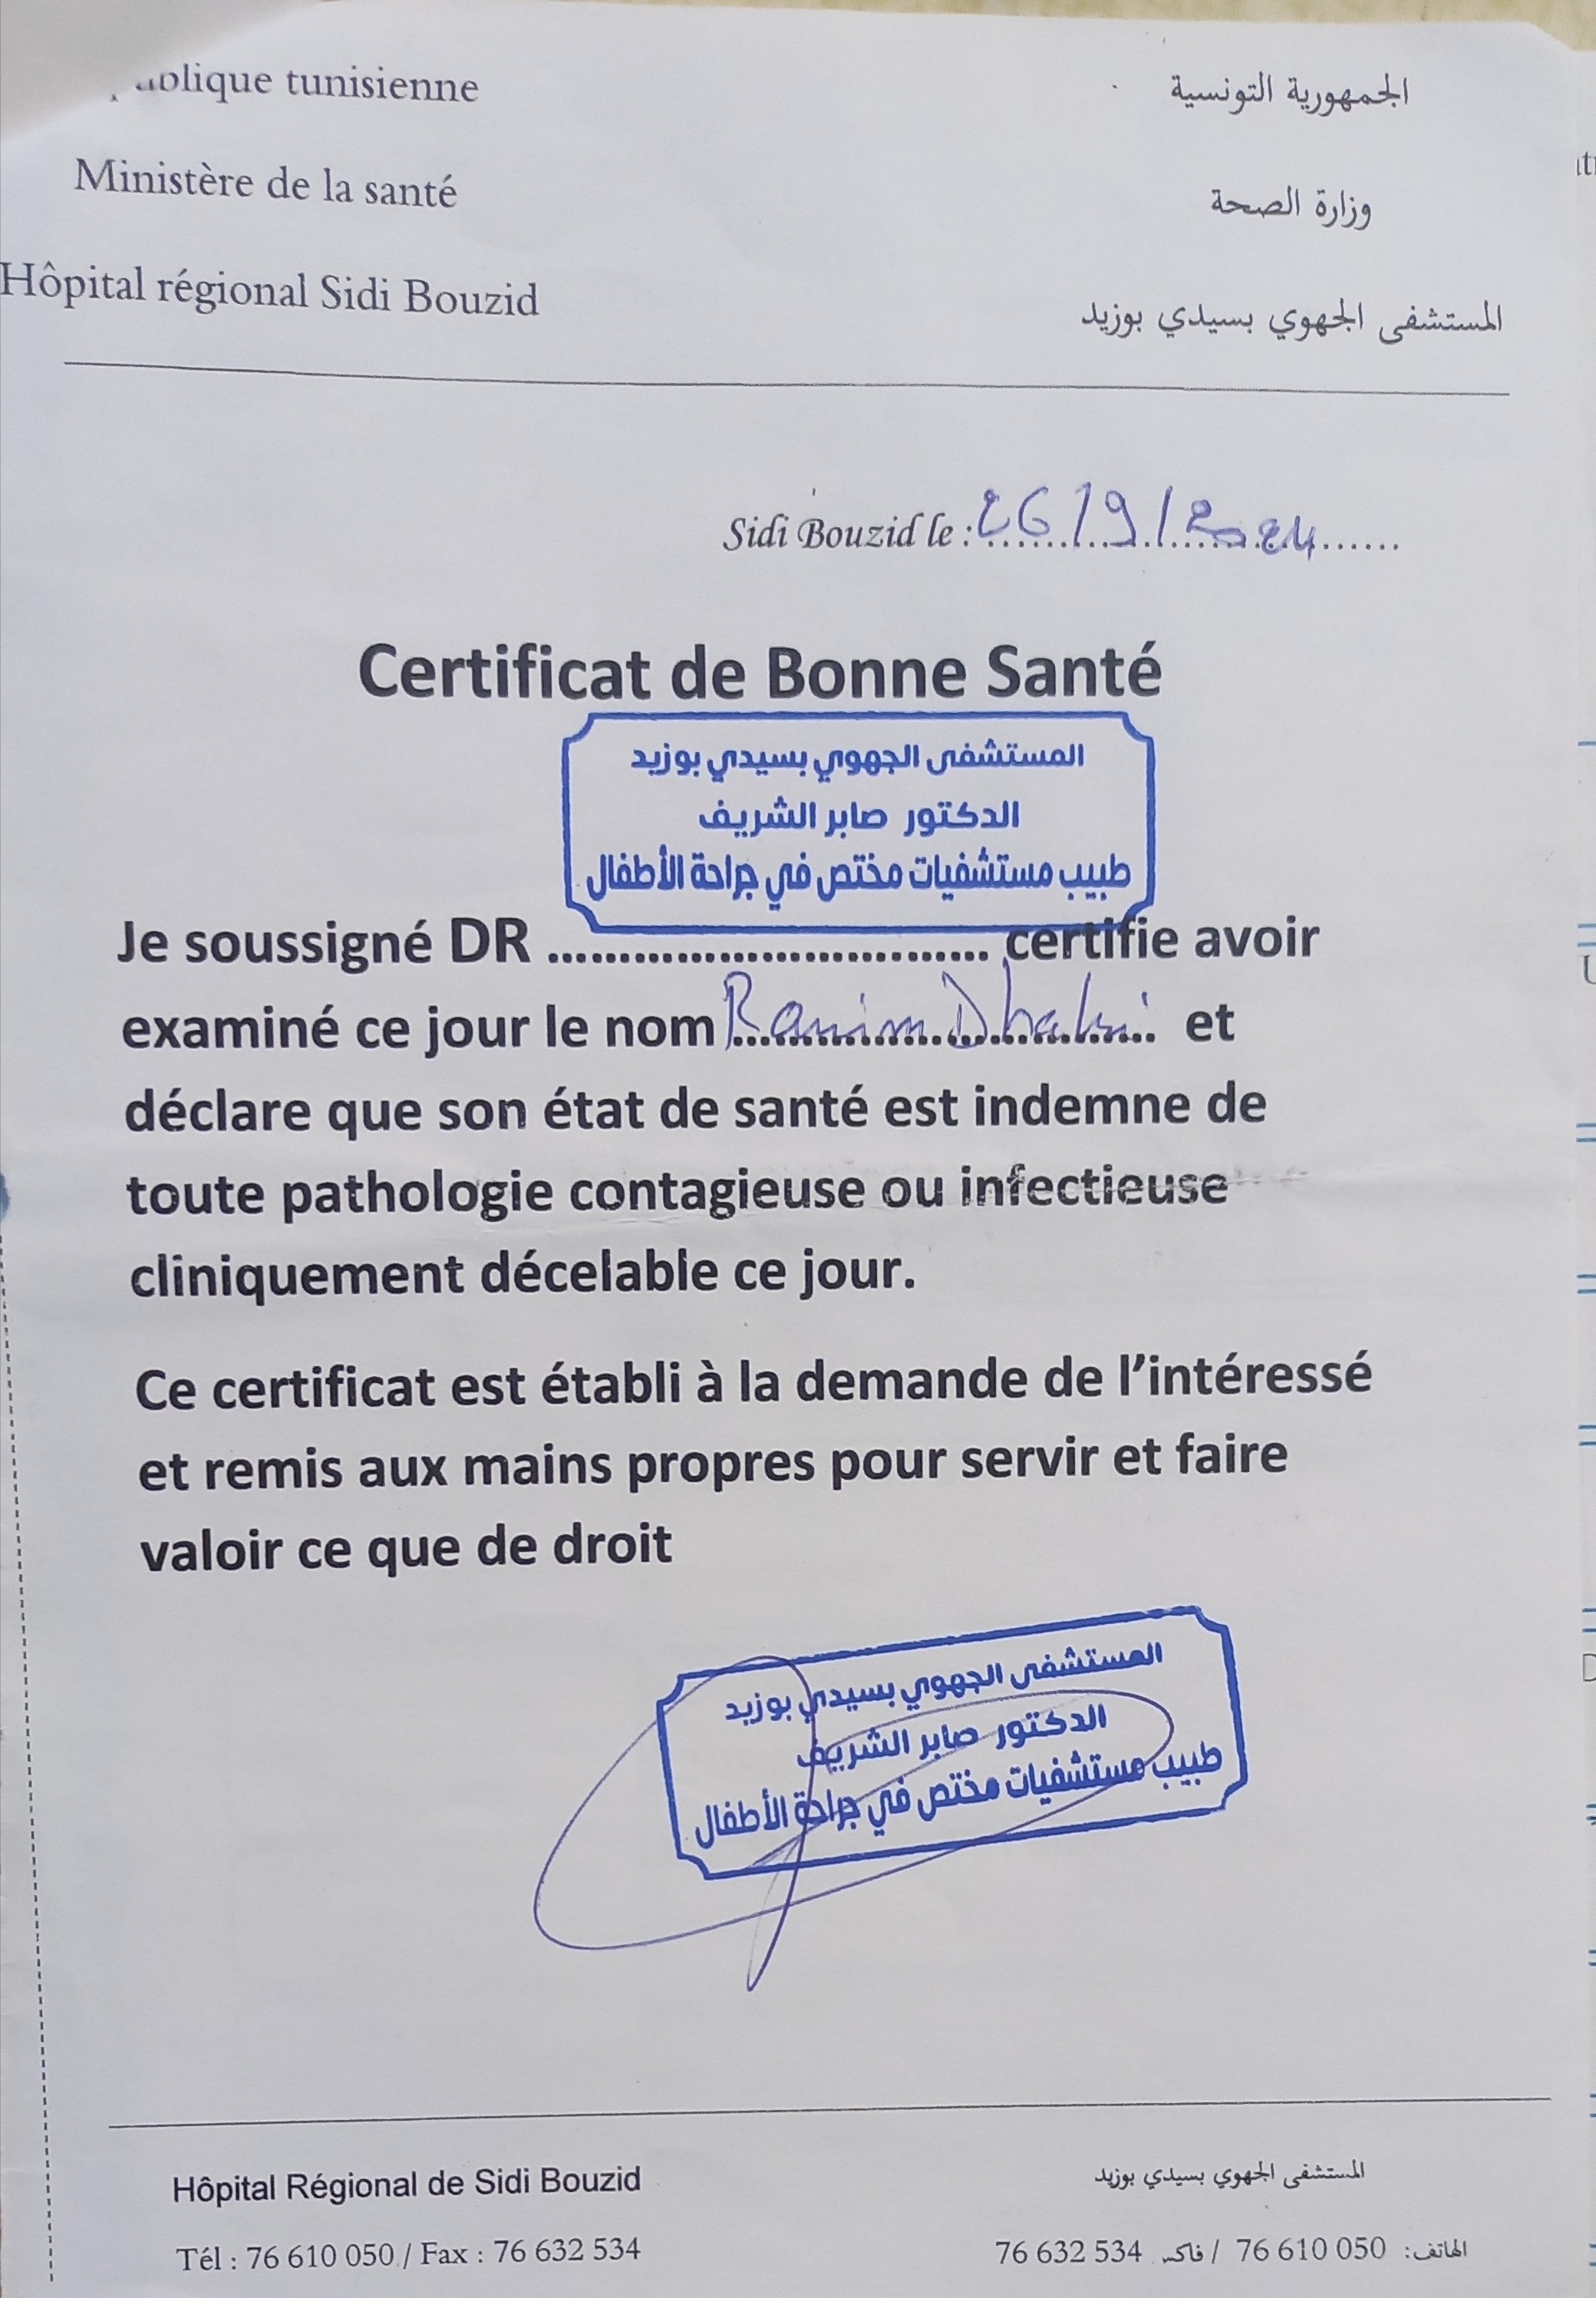 publique tunisienne
الجمهورية التونسية
Ministère de la santé
وزارة الصحة
Hôpital régional Sidi Bouzid
المستشفى الجهوي بسيدي بوزيد
Sidi Bouzid le : 26/9/2024
Certificat de Bonne Santé
المستشفى الجهوي بسيدي بوزيد
الدكتور صابر الشريف
طبيب مستشفيات مختص في جراحة الأطفال
Je soussigné DR ............................... certifie avoir
examiné ce jour le nom Ranim et
déclare que son état de santé est indemne de
toute pathologie contagieuse ou infectieuse
cliniquement décelable ce jour.
Ce certificat est établi à la demande de l'intéressé
et remis aux mains propres pour servir et faire
valoir ce que de droit
المستشفى الجهوي بسيدي بوزيد
الدكتور صابر الشريف
طبيب مستشفيات مختص في جراحة الأطفال
Hôpital Régional de Sidi Bouzid
المستشفى الجهوي بسيدي بوزيد
Tél : 76 610 050 / Fax : 76 632 534
الهاتف: 76 610 050 / فاكس 76 632 534